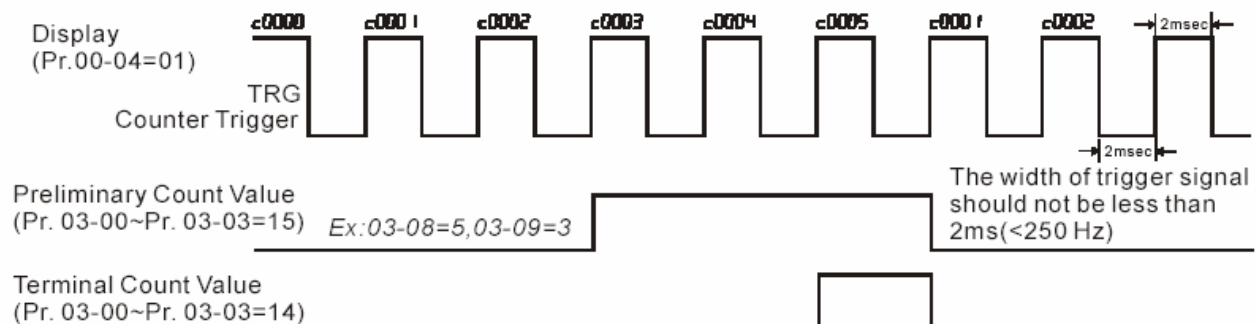 c0000 c0001 c0002 c0003 c0004 c0005 c0001 c0002
2msec
Display
(Pr.00-04=01)
TRG
Counter Trigger
2msec
The width of trigger signal
should not be less than
2ms(<250 Hz)
Preliminary Count Value
(Pr. 03-00~Pr. 03-03=15)
Ex:03-08=5,03-09=3
Terminal Count Value
(Pr. 03-00~Pr. 03-03=14)